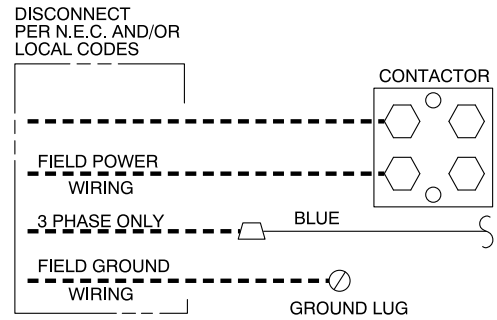 DISCONNECT
PER N.E.C. AND/OR
LOCAL CODES
CONTACTOR
FIELD POWER
WIRING
3 PHASE ONLY
BLUE
FIELD GROUND
WIRING
GROUND LUG